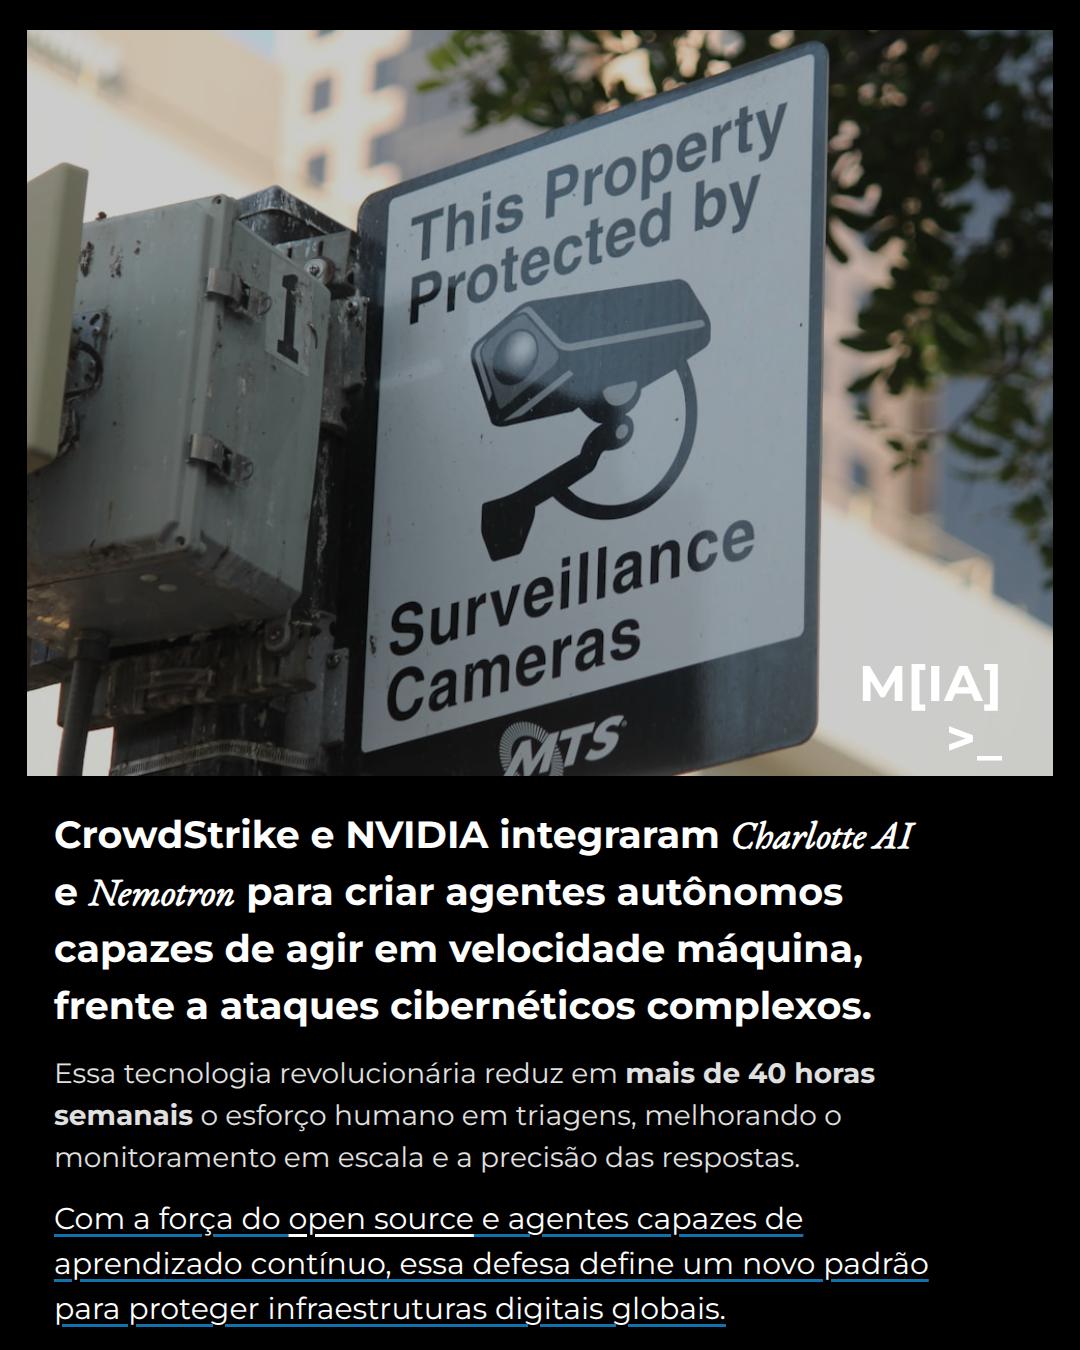 This Property
Protected by
I
Surveillance
Cameras
MTS
M[IA]
>_
CrowdStrike e NVIDIA integraram Charlotte AI
e Nemotron para criar agentes autônomos
capazes de agir em velocidade máquina,
frente a ataques cibernéticos complexos.
Essa tecnologia revolucionária reduz em mais de 40 horas
semanais o esforço humano em triagens, melhorando o
monitoramento em escala e a precisão das respostas.
Com a força do open source e agentes capazes de
aprendizado contínuo, essa defesa define um novo padrão
para proteger infraestruturas digitais globais.